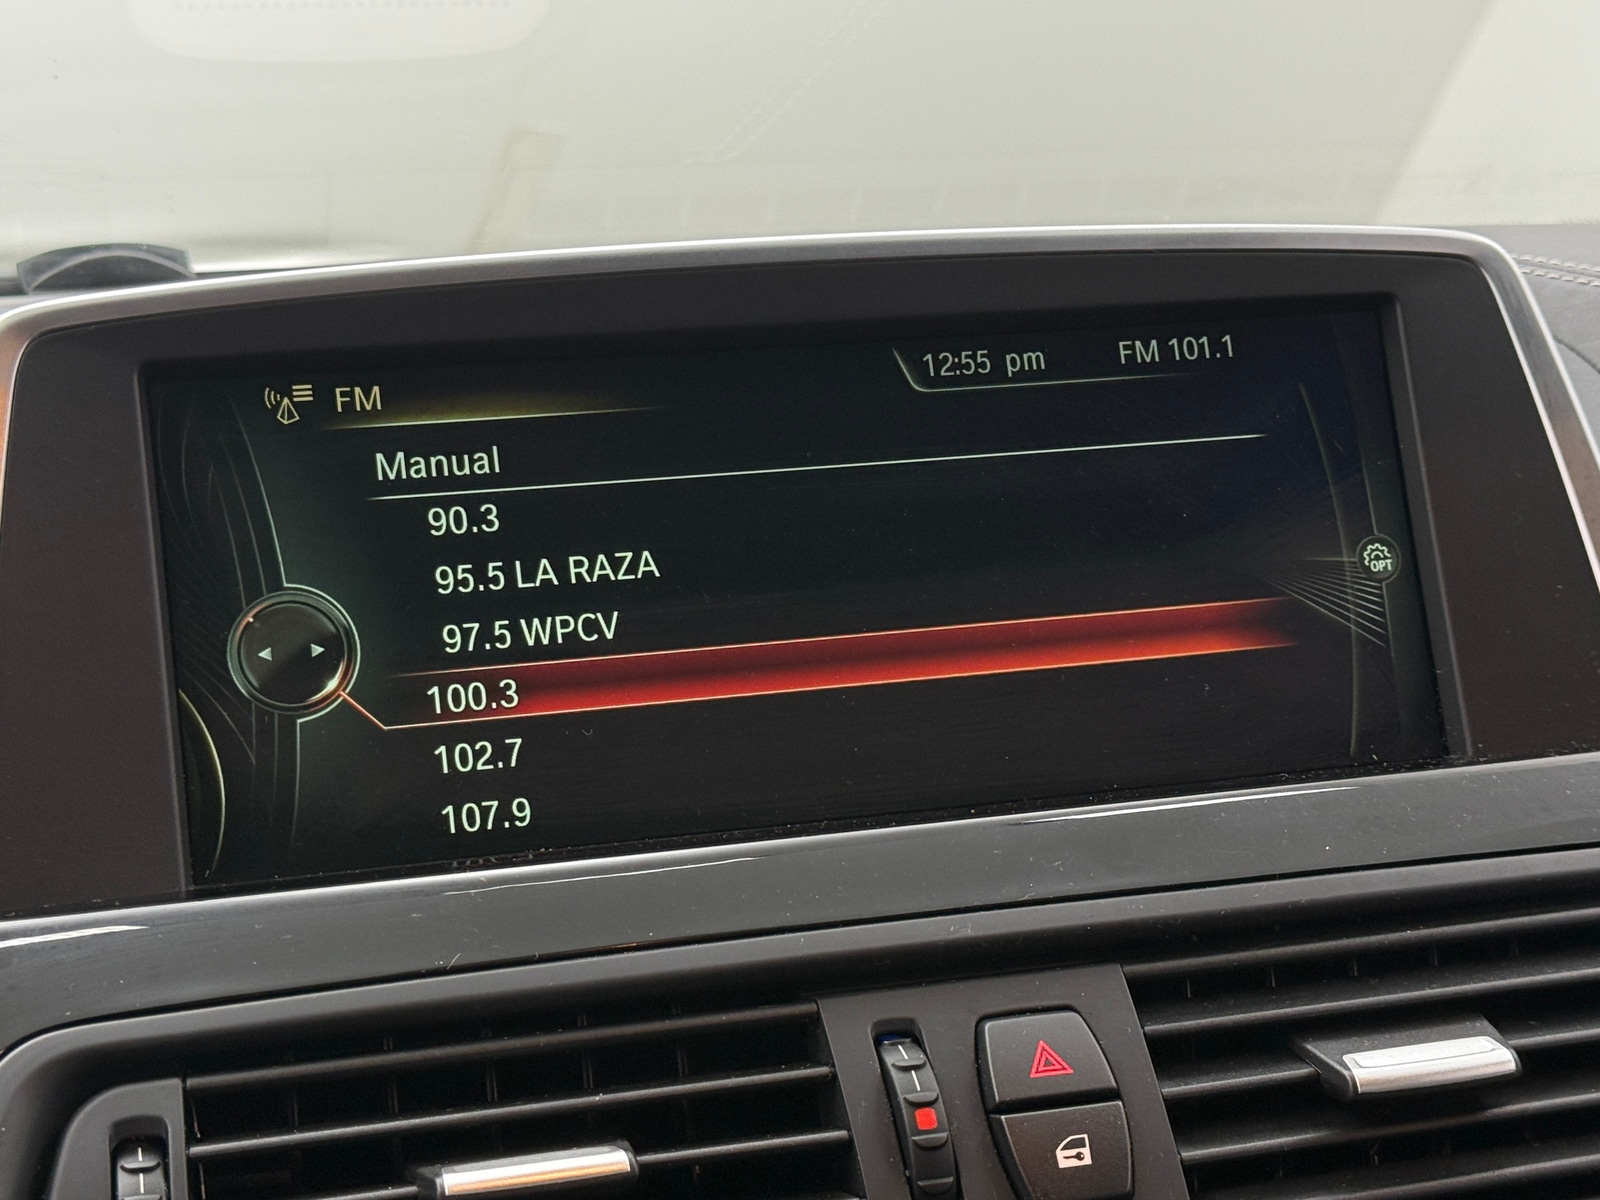 12:55 pm FM 101.1
FM
Manual
90.3
95.5 LA RAZA
97.5 WPCV
100.3
102.7
107.9
OPT